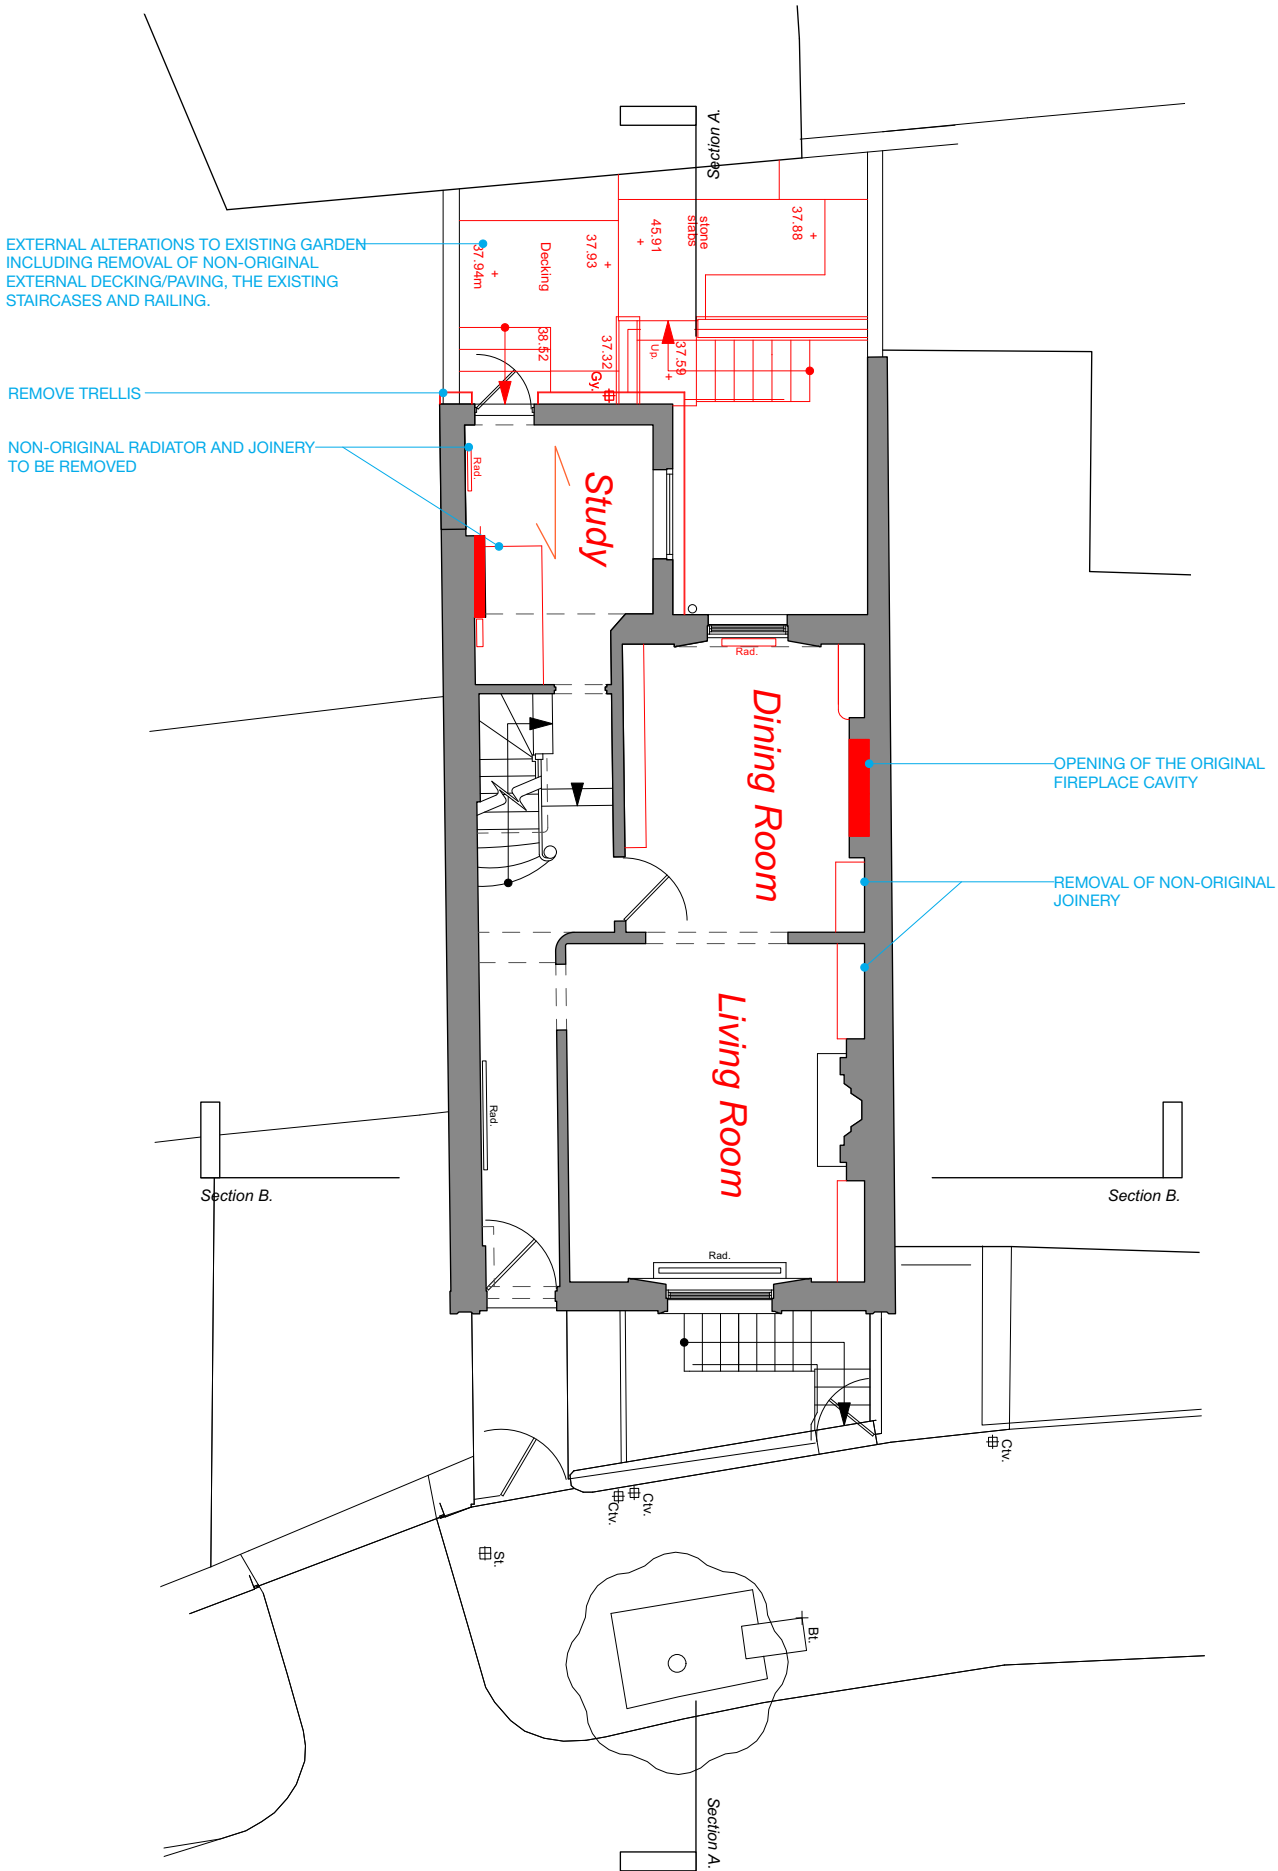 Section A.
EXTERNAL ALTERATIONS TO EXISTING GARDEN
INCLUDING REMOVAL OF NON-ORIGINAL
EXTERNAL DECKING/PAVING, THE EXISTING
STAIRCASES AND RAILING.
37.94m
Decking
37.93
45.91
stone
slabs
37.88
38.52
37.32
Up.
37.59
Gy.
REMOVE TRELLIS
NON-ORIGINAL RADIATOR AND JOINERY
TO BE REMOVED
Rad.
Study
Rad.
Dining Room
OPENING OF THE ORIGINAL
FIREPLACE CAVITY
REMOVAL OF NON-ORIGINAL
JOINERY
Living Room
Rad.
Section B.
Section B.
Rad.
Ctv.
Ctv.
Ctv.
St.
Bt.
Section A.